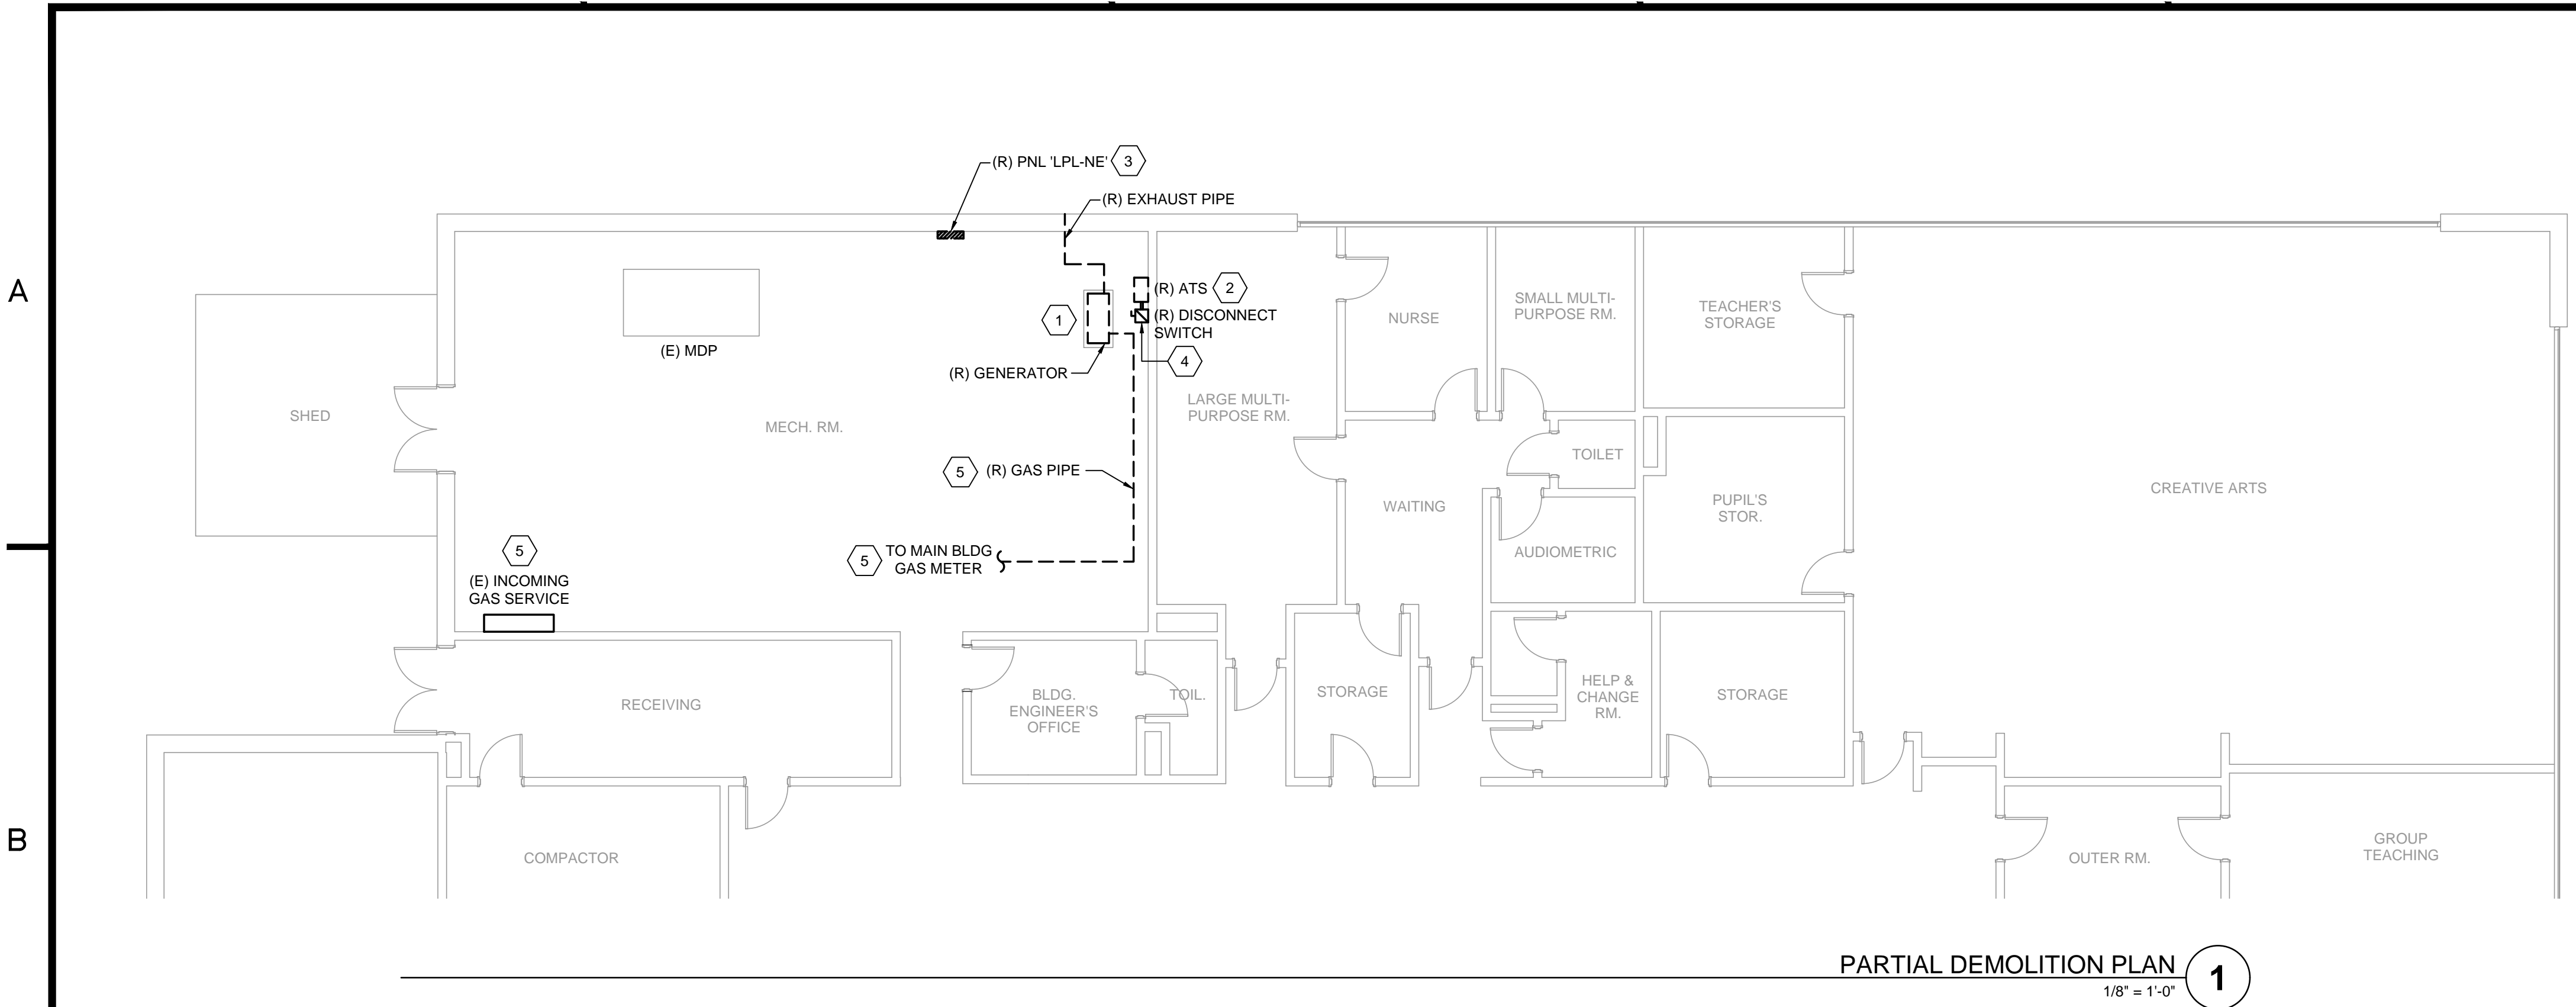 (R) PNL 'LPL-NE' 3
(R) EXHAUST PIPE
A
(R) ATS 2
1
(R) DISCONNECT
SWITCH
4
(E) MDP
(R) GENERATOR
SHED
MECH. RM.
LARGE MULTI-
PURPOSE RM.
NURSE
SMALL MULTI-
PURPOSE RM.
TEACHER'S
STORAGE
TOILET
5 (R) GAS PIPE
WAITING
PUPIL'S
STOR.
CREATIVE ARTS
AUDIOMETRIC
5
(E) INCOMING
GAS SERVICE
5 TO MAIN BLDG
GAS METER
RECEIVING
BLDG.
ENGINEER'S
OFFICE
TOIL.
STORAGE
HELP &
CHANGE
RM.
STORAGE
B
COMPACTOR
OUTER RM.
GROUP
TEACHING
PARTIAL DEMOLITION PLAN 1
1/8" = 1'-0"